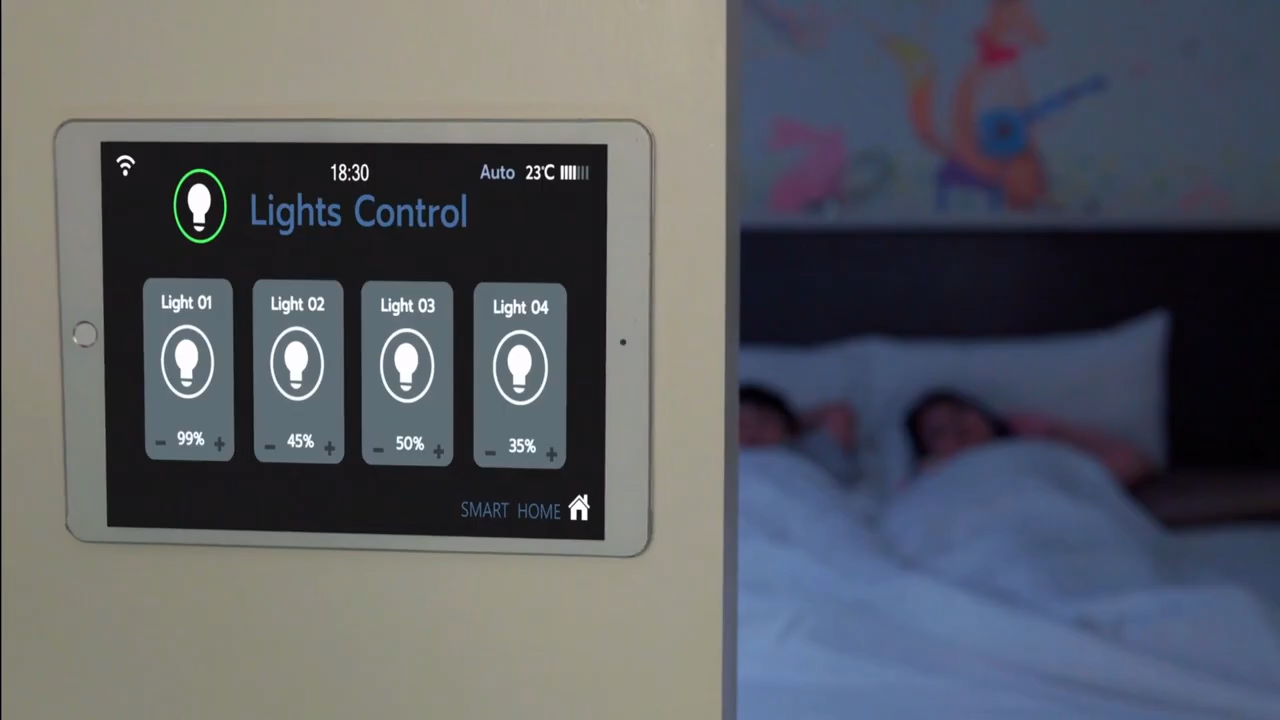 18:30
Auto 23°C
Lights Control
Light 01
Light 02
Light 03
Light 04
- 99% +
- 45% +
- 50% +
- 35% +
SMART HOME